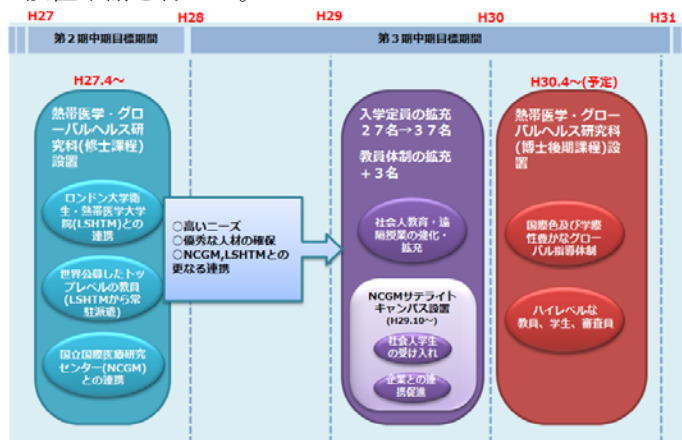 H27
H28
H29
H30
H31
第2期中期目標期間
第3期中期目標期間
H27.4～
熱帯医学・グロ
ーバルヘルス研
究科(修士課程)
設置
ロンドン大学衛
生・熱帯医学大学
院(LSHTM)との
連携
世界公募したトッ
プレベルの教員
(LSHTMから常
駐派遣)
国立国際医療研究
センター(NCGM)
との連携
○高いニーズ
○優秀な人材の確保
○NCGM,LSHTMとの
更なる連携
入学定員の拡充
２７名→３７名
教員体制の拡充
＋３名
社会人教育・遠
隔授業の強化・
拡充
NCGMサテライト
キャンパス設置
(H29.10～)
社会人学生
の受け入れ
企業との連
携促進
H30.4～(予定)
熱帯医学・グロー
バルヘルス研究科
(博士後期課程)設
置
国際色及び学際
性豊かなグロー
バル指導体制
ハイレベルな
教員、学生、審査員